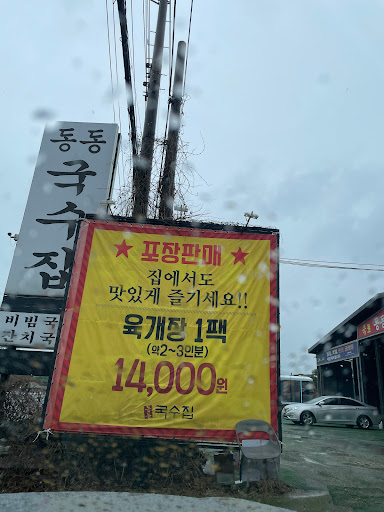 동동
국수집
비빔국
잔치국
★포장판매★
집에서도
맛있게 즐기세요!!
육개장 1팩
(약2~3인분)
14,000원
국수집